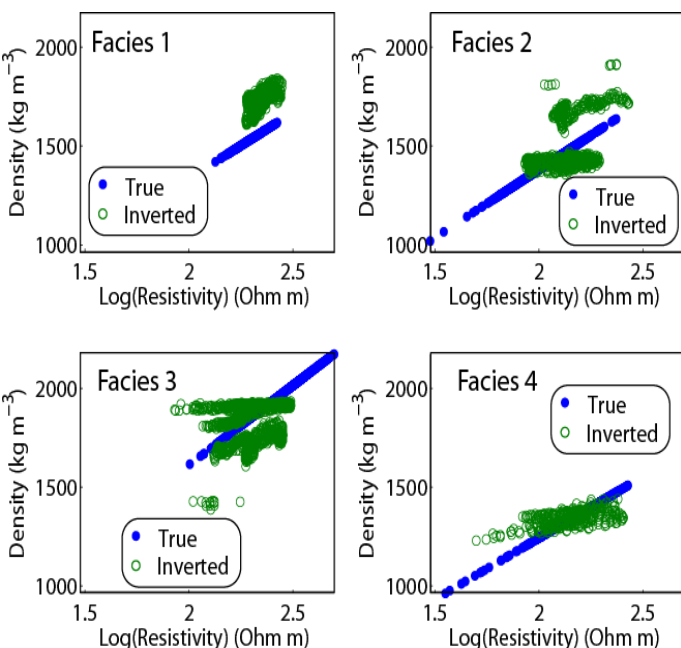 Facies 1
Density (kg m⁻³)
2000
1500
1000
True
Inverted
1.5 2 2.5
Log(Resistivity) (Ohm m)
Facies 2
Density (kg m⁻³)
2000
1500
1000
True
Inverted
1.5 2 2.5
Log(Resistivity) (Ohm m)
Facies 3
Density (kg m⁻³)
2000
1500
1000
True
Inverted
1.5 2 2.5
Log(Resistivity) (Ohm m)
Facies 4
Density (kg m⁻³)
2000
1500
1000
True
Inverted
1.5 2 2.5
Log(Resistivity) (Ohm m)